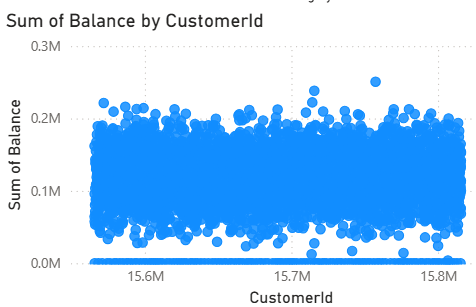 Sum of Balance by CustomerId
0.3M
0.2M
0.1M
0.0M
Sum of Balance
15.6M 15.7M 15.8M
CustomerId